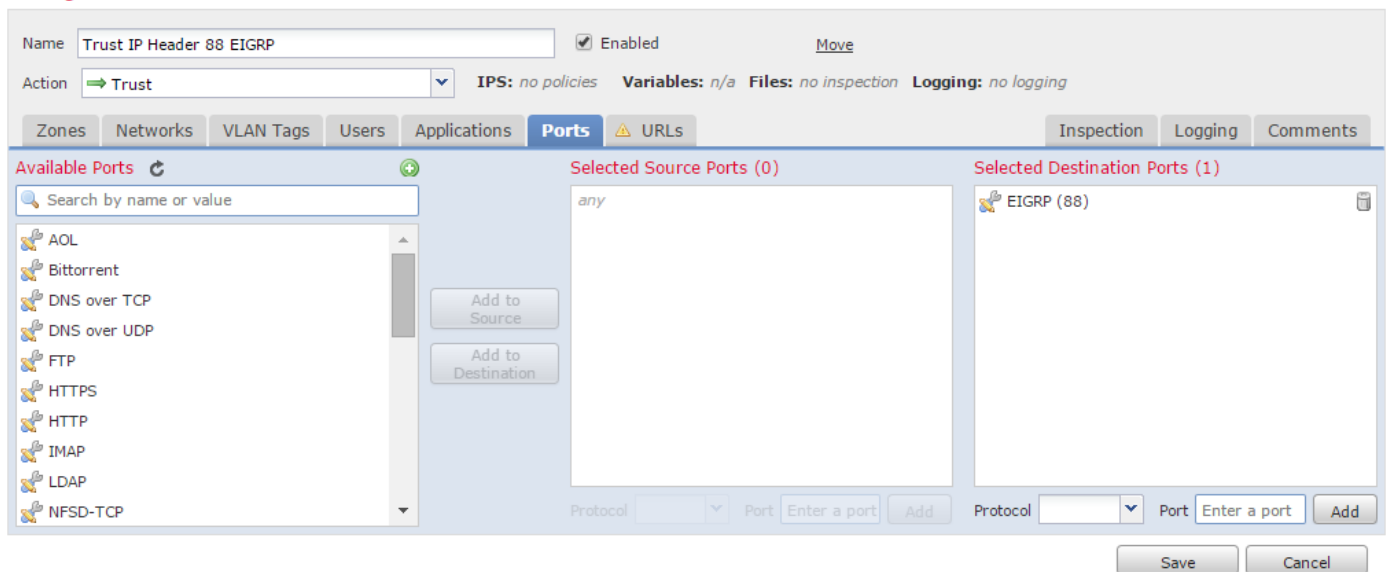 Name Trust IP Header 88 EIGRP Enabled Move
Action Trust IPS: no policies Variables: n/a Files: no inspection Logging: no logging
Zones Networks VLAN Tags Users Applications Ports URLs Inspection Logging Comments
Available Ports Selected Source Ports (0) Selected Destination Ports (1)
Search by name or value any EIGRP (88)
AOL
Bittorrent
DNS over TCP
DNS over UDP
FTP
HTTPS
HTTP
IMAP
LDAP
NFSD-TCP
Add to
Source
Add to
Destination
Protocol Port Enter a port Add Protocol Port Enter a port Add
Save Cancel